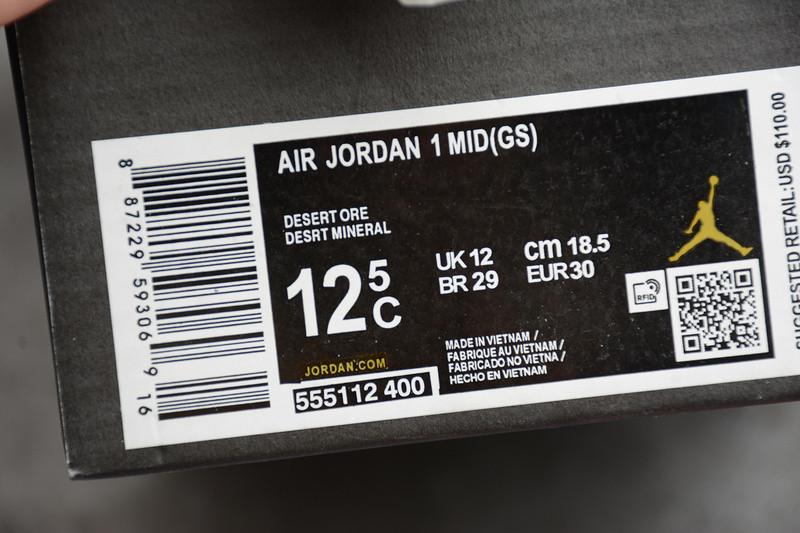 AIR JORDAN 1 MID(GS)
DESERT ORE
DESRT MINERAL
12 5 C
UK 12
BR 29
cm 18.5
EUR 30
RFID
JORDAN.COM
555112 400
MADE IN VIETNAM /
FABRIQUE AU VIETNAM /
FABRICADO NO VIETNA /
HECHO EN VIETNAM
8 87229 59306 9 16
SUGGESTED RETAIL: USD $110.00